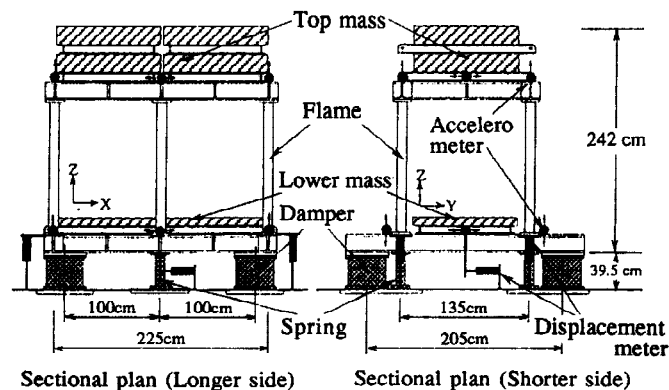 Top mass
Flame
Accelero
meter
242 cm
Z
X
Lower mass
Z
Y
Damper
39.5 cm
100cm
100cm
Spring
135cm
Displacement
meter
225cm
205cm
Sectional plan (Longer side)
Sectional plan (Shorter side)